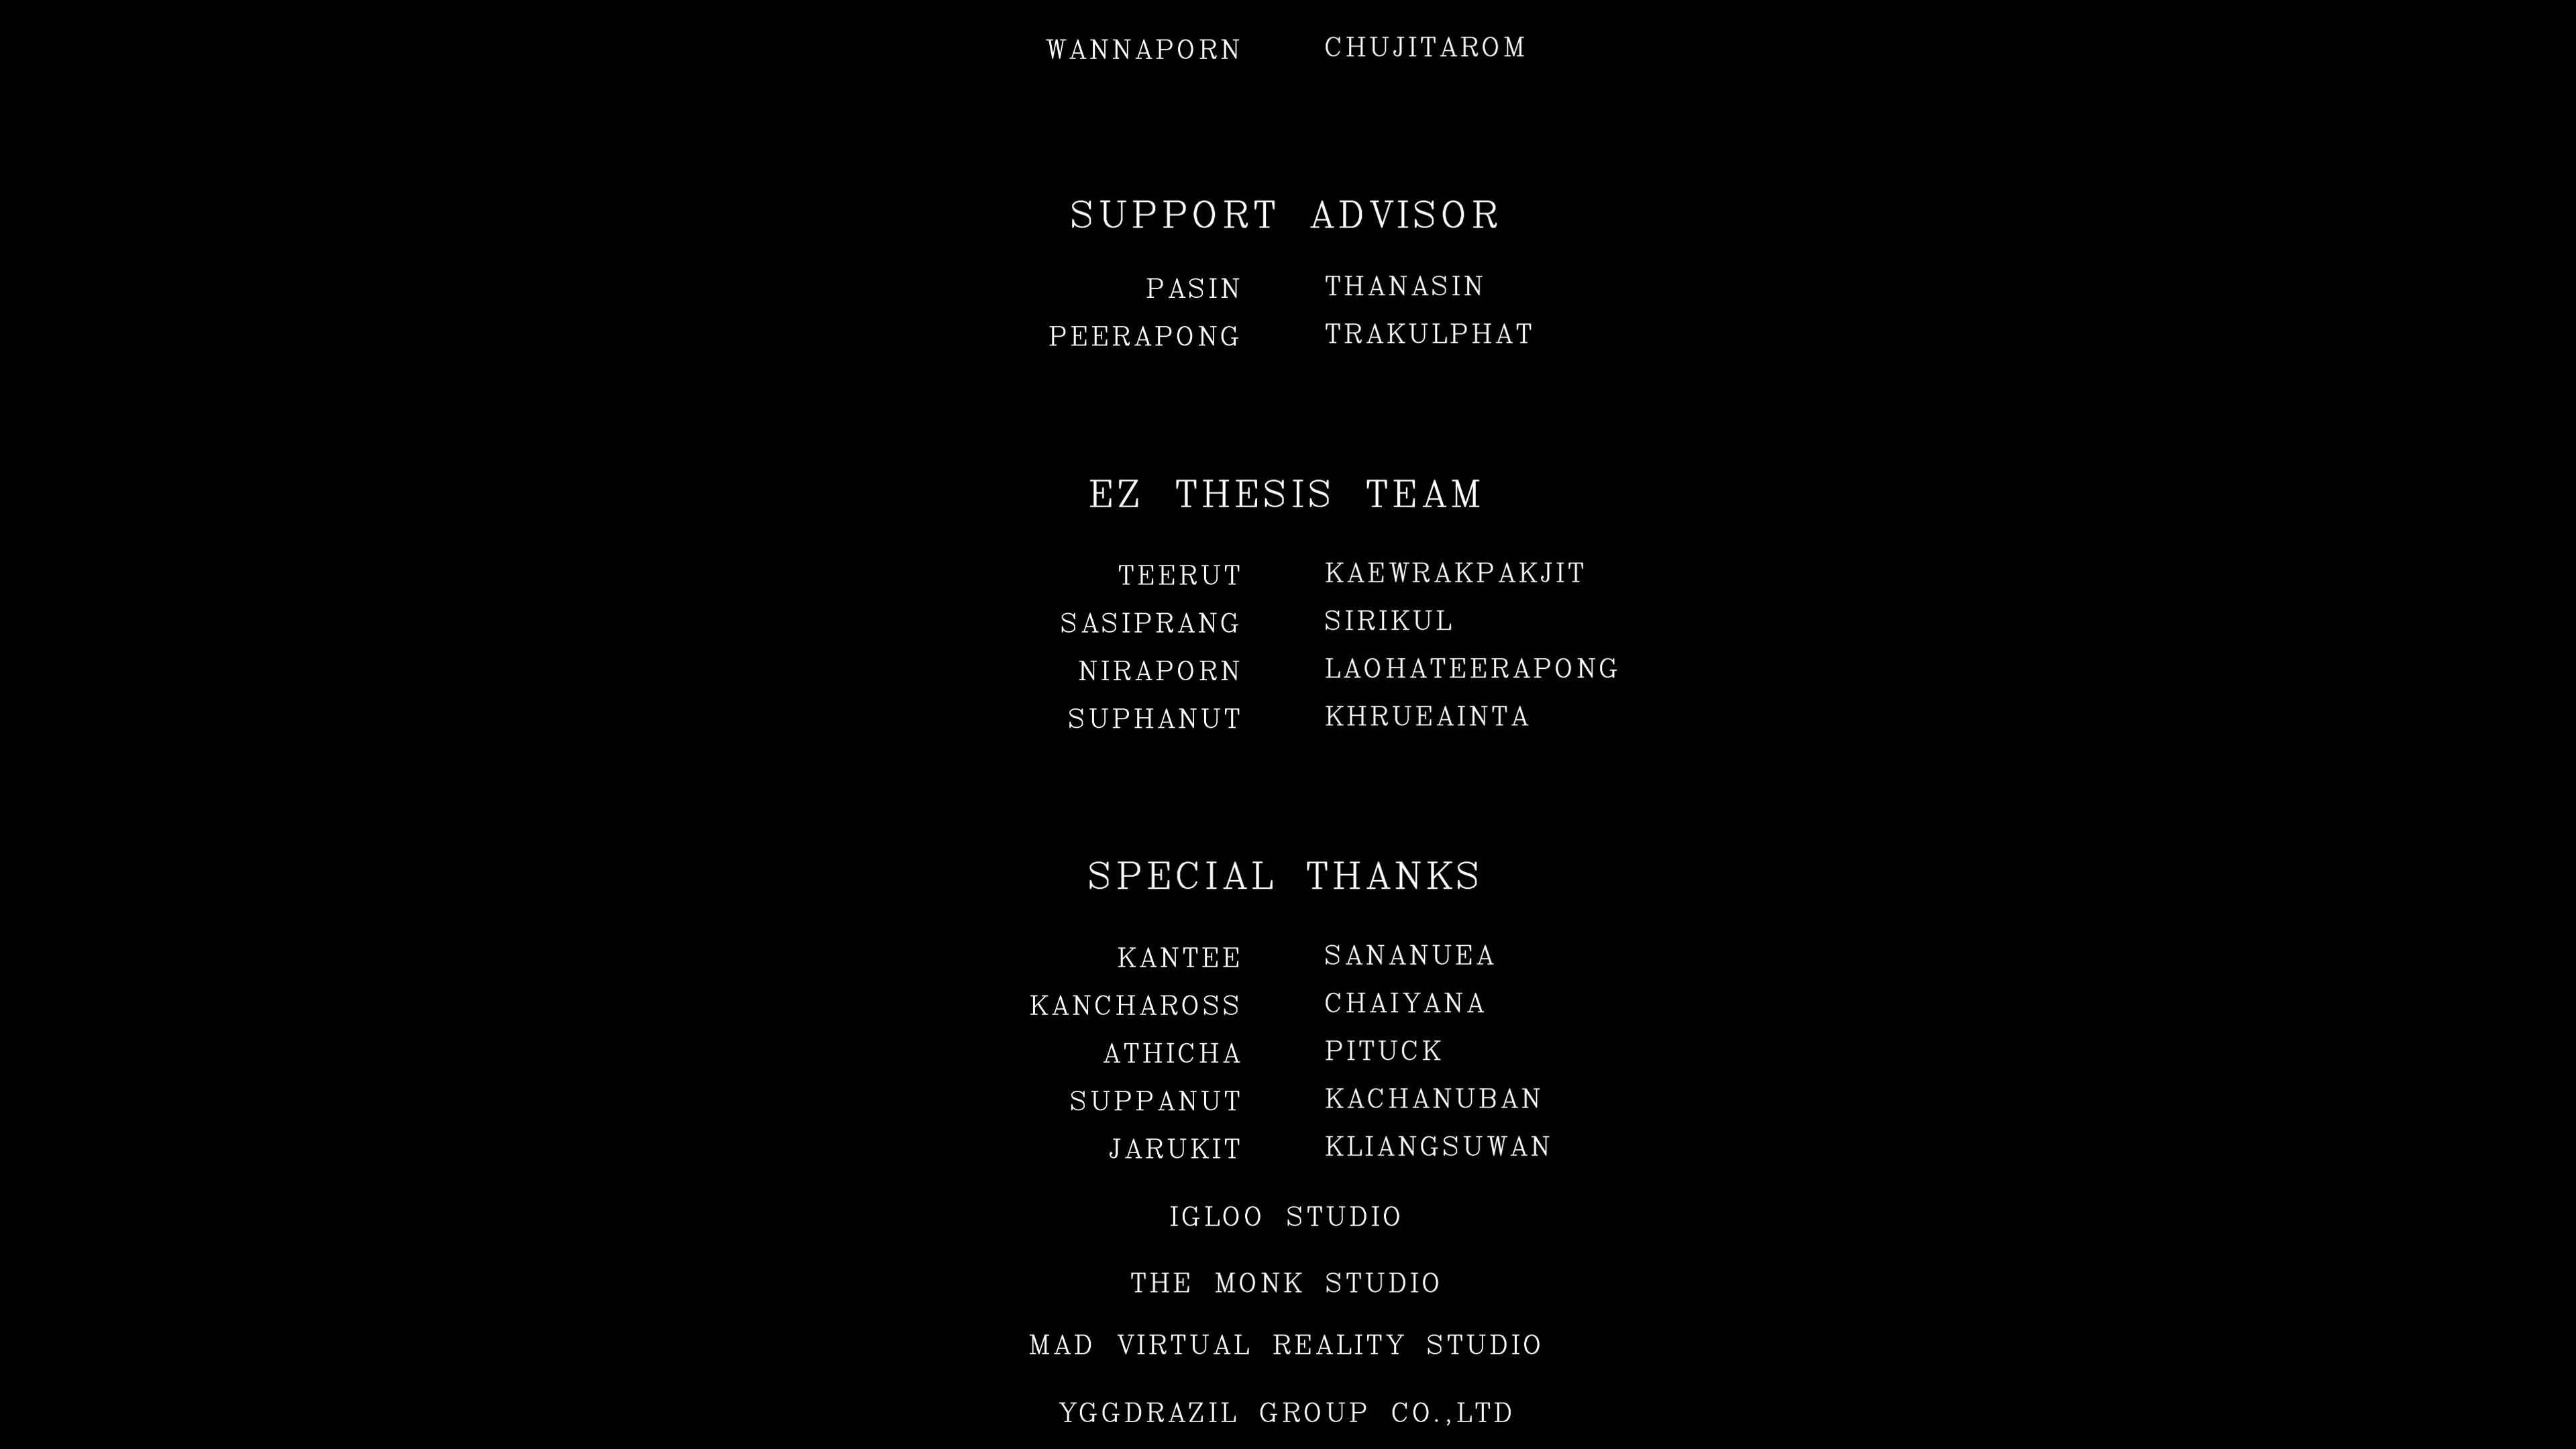 WANNAPORN CHUJITAROM
SUPPORT ADVISOR
PASIN THANASIN
PEERAPONG TRAKULPHAT
EZ THESIS TEAM
TEERUT KAEWRAKPAKJIT
SASIPRANG SIRIKUL
NIRAPORN LAOHATEERAPONG
SUPHANUT KHRUEAINTA
SPECIAL THANKS
KANTEE SANANUEA
KANCHAROSS CHAIYANA
ATHICHA PITUCK
SUPPANUT KACHANUBAN
JARUKIT KLIANGSUWAN
IGLOO STUDIO
THE MONK STUDIO
MAD VIRTUAL REALITY STUDIO
YGGDRAZIL GROUP CO.,LTD